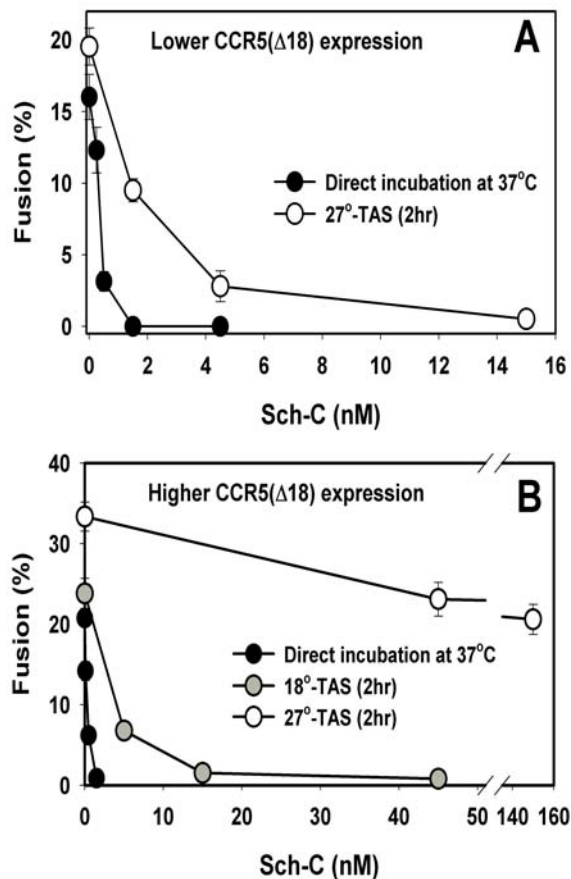 Lower CCR5(Δ18) expression
A
20
15
10
5
0
Fusion (%)
Direct incubation at 37°C
27°-TAS (2hr)
0 2 4 6 8 10 12 14 16
Sch-C (nM)
Higher CCR5(Δ18) expression
B
40
30
20
10
0
Fusion (%)
Direct incubation at 37°C
18°-TAS (2hr)
27°-TAS (2hr)
0 10 20 30 40 50 140 160
Sch-C (nM)